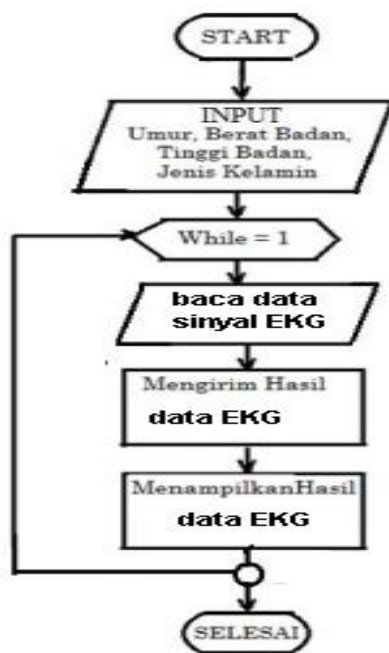 START
INPUT
Umur, Berat Badan,
Tinggi Badan,
Jenis Kelamin
While = 1
baca data
sinyal EKG
Mengirim Hasil
data EKG
MenampilkanHasil
data EKG
SELESAI